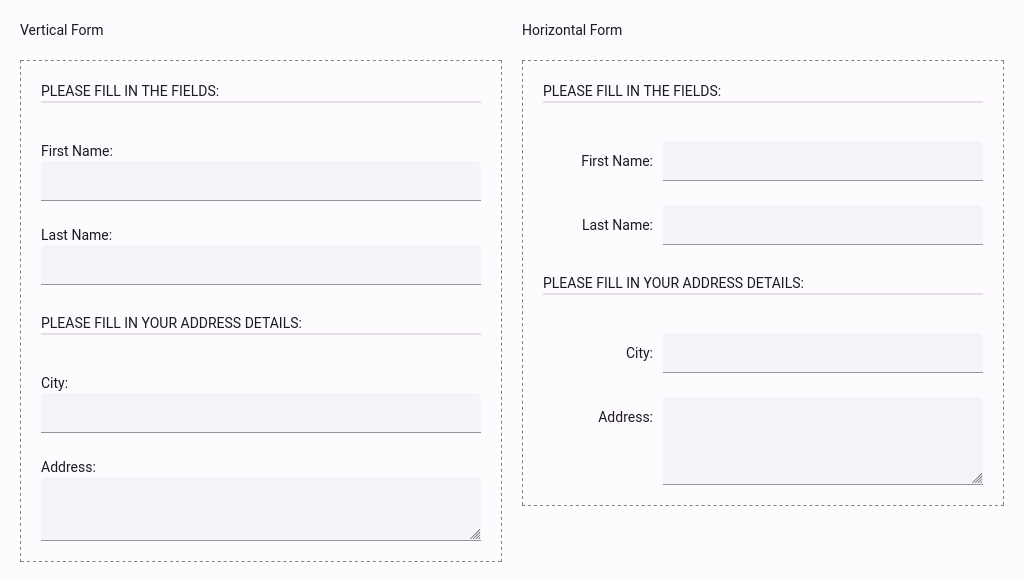 Vertical Form
PLEASE FILL IN THE FIELDS:
First Name:
Last Name:
PLEASE FILL IN YOUR ADDRESS DETAILS:
City:
Address:
Horizontal Form
PLEASE FILL IN THE FIELDS:
First Name:
Last Name:
PLEASE FILL IN YOUR ADDRESS DETAILS:
City:
Address: